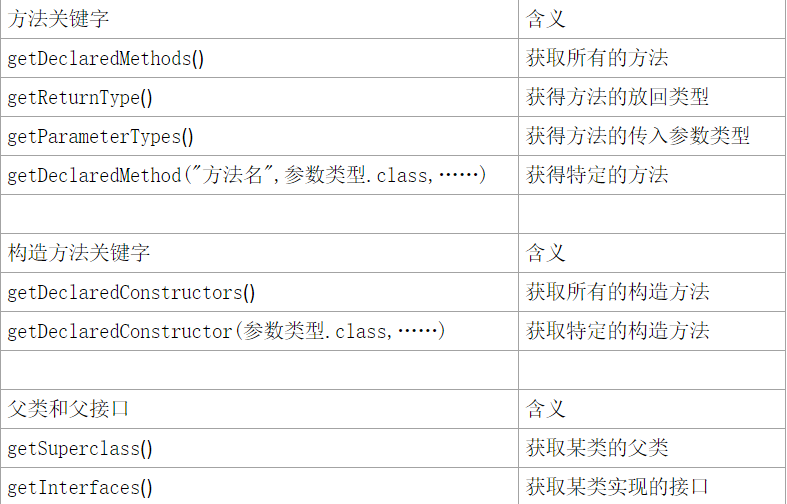 方法关键字 含义
getDeclaredMethods() 获取所有的方法
getReturnType() 获得方法的放回类型
getParameterTypes() 获得方法的传入参数类型
getDeclaredMethod("方法名",参数类型.class,……) 获得特定的方法
构造方法关键字 含义
getDeclaredConstructors() 获取所有的构造方法
getDeclaredConstructor(参数类型.class,……) 获取特定的构造方法
父类和父接口 含义
getSuperclass() 获取某类的父类
getInterfaces() 获取某类实现的接口